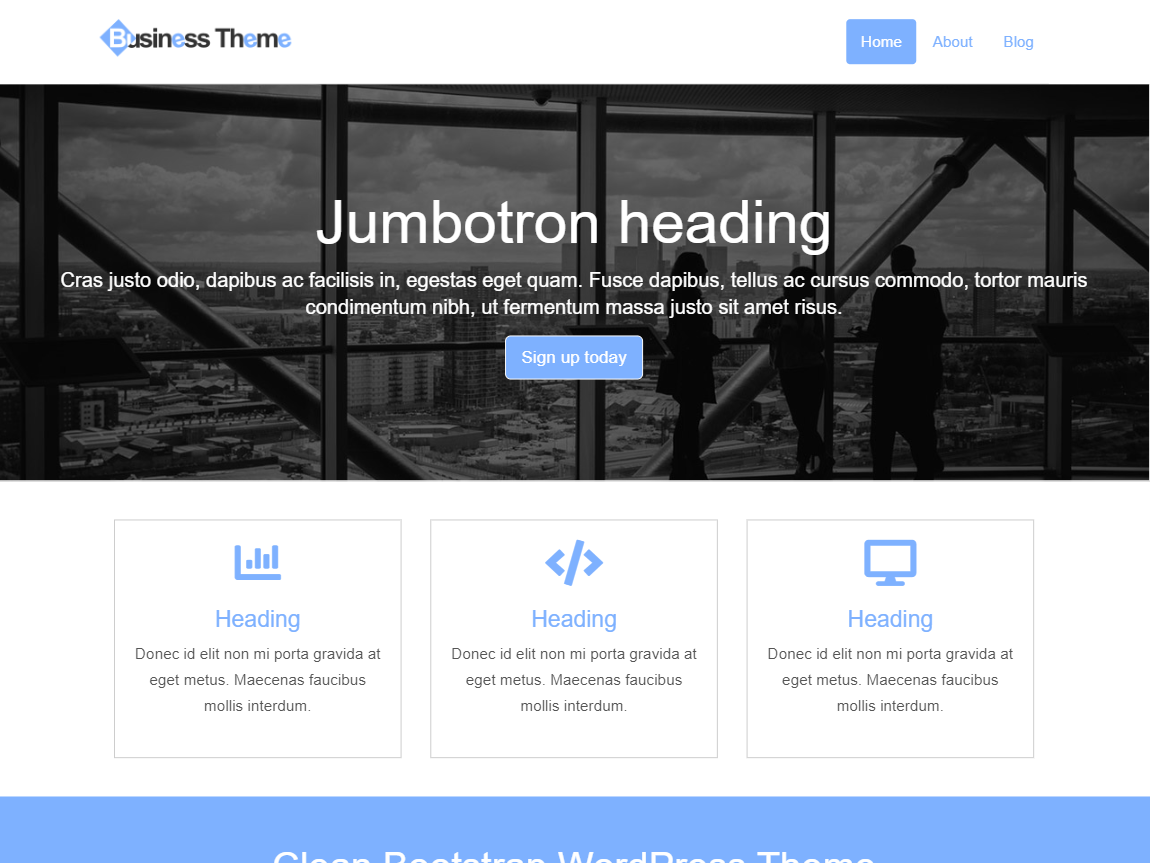 Business Theme
Home About Blog
Jumbotron heading
Cras justo odio, dapibus ac facilisis in, egestas eget quam. Fusce dapibus, tellus ac cursus commodo, tortor mauris
condimentum nibh, ut fermentum massa justo sit amet risus.
Sign up today
Heading
Donec id elit non mi porta gravida at
eget metus. Maecenas faucibus
mollis interdum.
Heading
Donec id elit non mi porta gravida at
eget metus. Maecenas faucibus
mollis interdum.
Heading
Donec id elit non mi porta gravida at
eget metus. Maecenas faucibus
mollis interdum.
Clean Bootstrap WordPress Theme